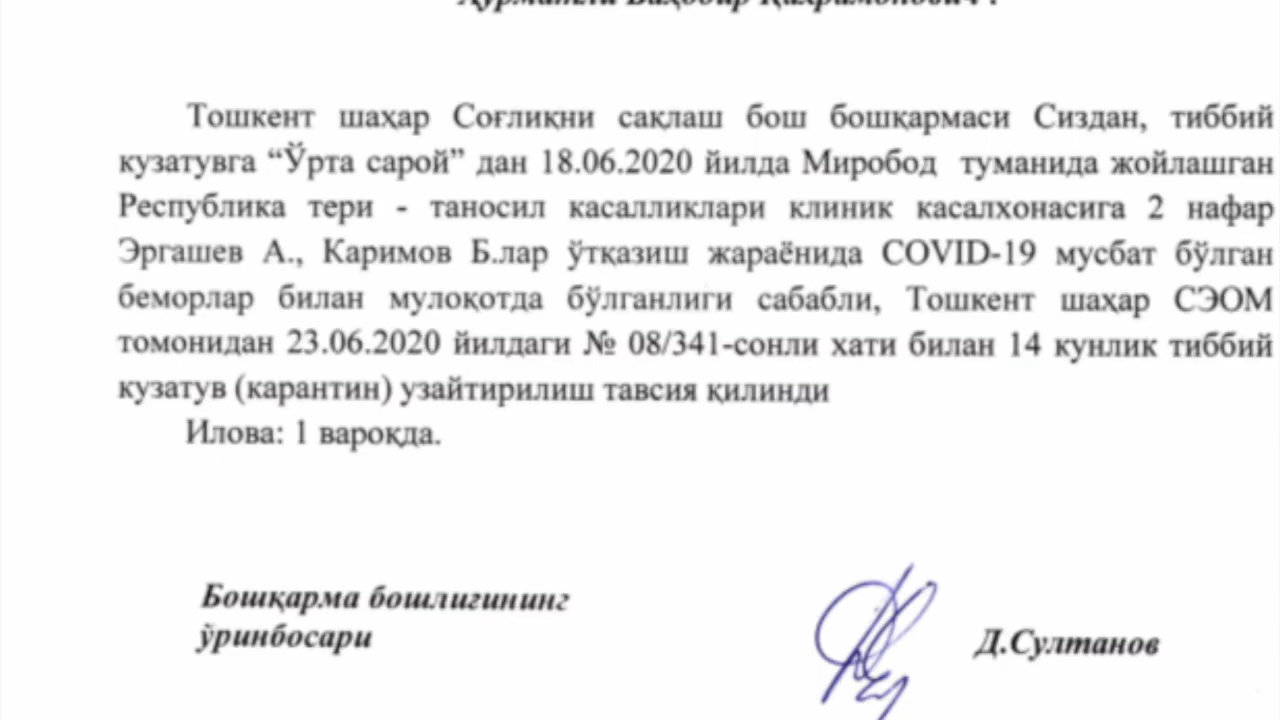 Тошкент шаҳар Соғлиқни сақлаш бош бошқармаси Сиздан, тиббий
кузатувга “Ўрта сарой” дан 18.06.2020 йилда Миробод туманида жойлашган
Республика тери - таносил касалликлари клиник касалхонасига 2 нафар
Эргашев А., Каримов Б.лар ўтқазиш жараёнида COVID-19 мусбат бўлган
беморлар билан мулоқотда бўлганлиги сабабли, Тошкент шаҳар СЭОМ
томонидан 23.06.2020 йилдаги № 08/341-сонли хати билан 14 кунлик тиббий
кузатув (карантин) узайтирилиш тавсия қилинди
Илова: 1 вароқда.
Бошқарма бошлиғининг
ўринбосари
Д.Султанов